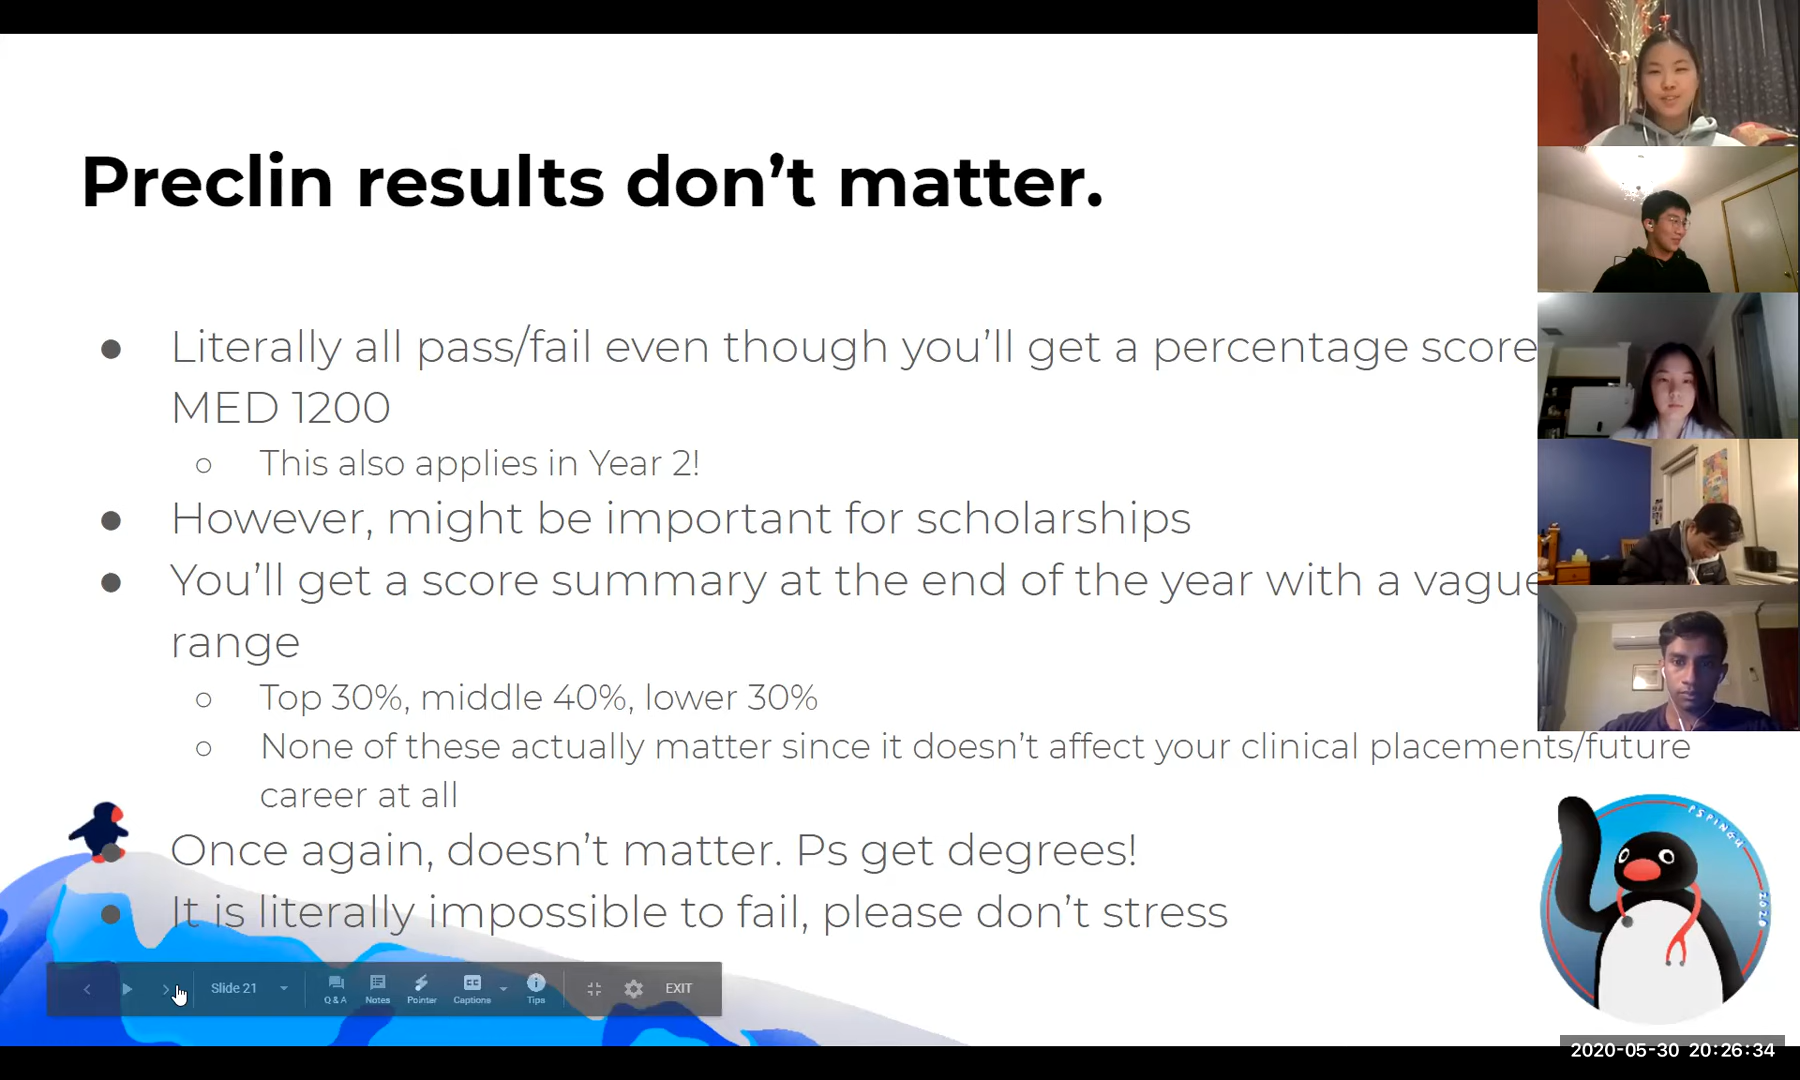 Preclin results don't matter.
● Literally all pass/fail even though you'll get a percentage score
MED 1200
○ This also applies in Year 2!
● However, might be important for scholarships
● You'll get a score summary at the end of the year with a vague
range
○ Top 30%, middle 40%, lower 30%
○ None of these actually matter since it doesn't affect your clinical placements/future
career at all
● Once again, doesn't matter. Ps get degrees!
● It is literally impossible to fail, please don't stress
PSPINGU
2020
Slide 21
Q & A
Notes
Pointer
CC
Captions
Tips
EXIT
2020-05-30 20:26:34